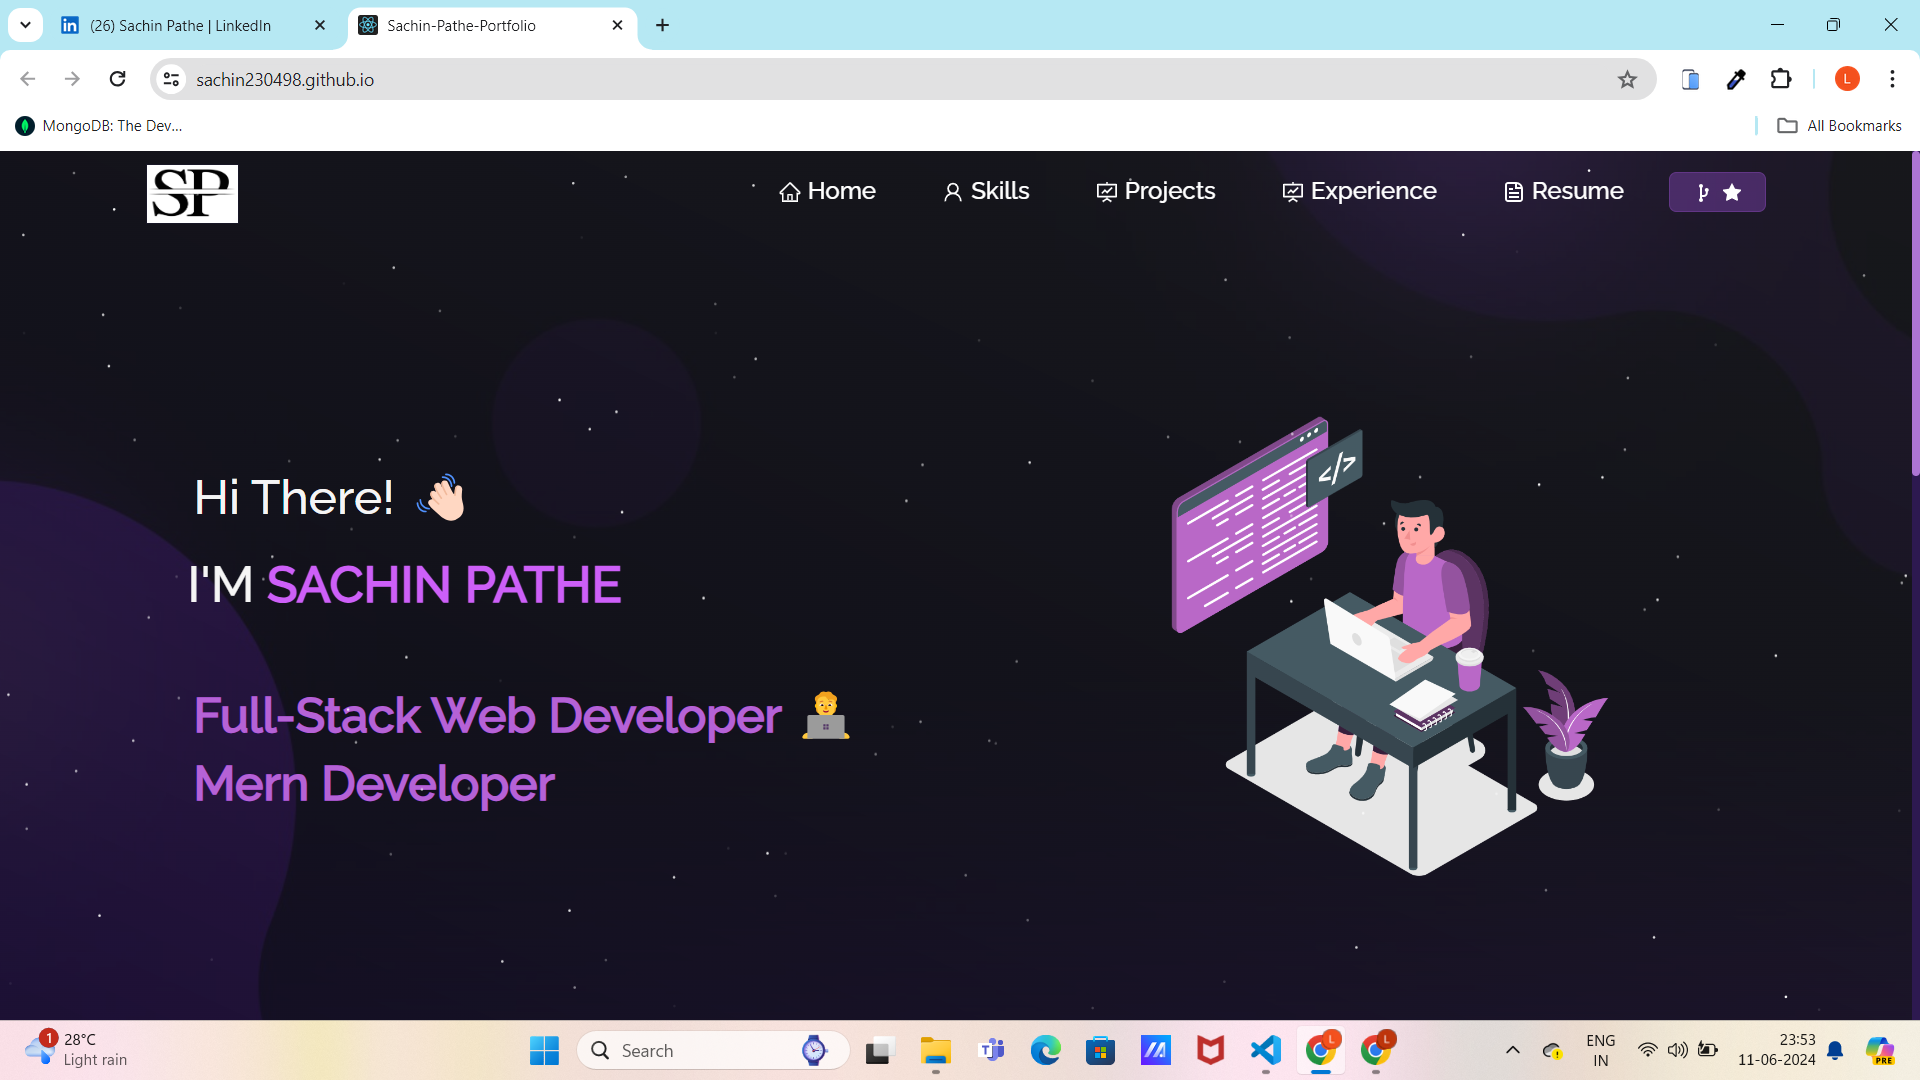 (26) Sachin Pathe | LinkedIn
Sachin-Pathe-Portfolio
sachin230498.github.io
L
MongoDB: The Dev...
All Bookmarks
SP
Home
Skills
Projects
Experience
Resume
</>
Hi There! 👋🏻
I'M SACHIN PATHE
Full-Stack Web Developer
Mern Developer
1
28°C
Light rain
Search
L
L
ENG
IN
23:53
11-06-2024
PRE